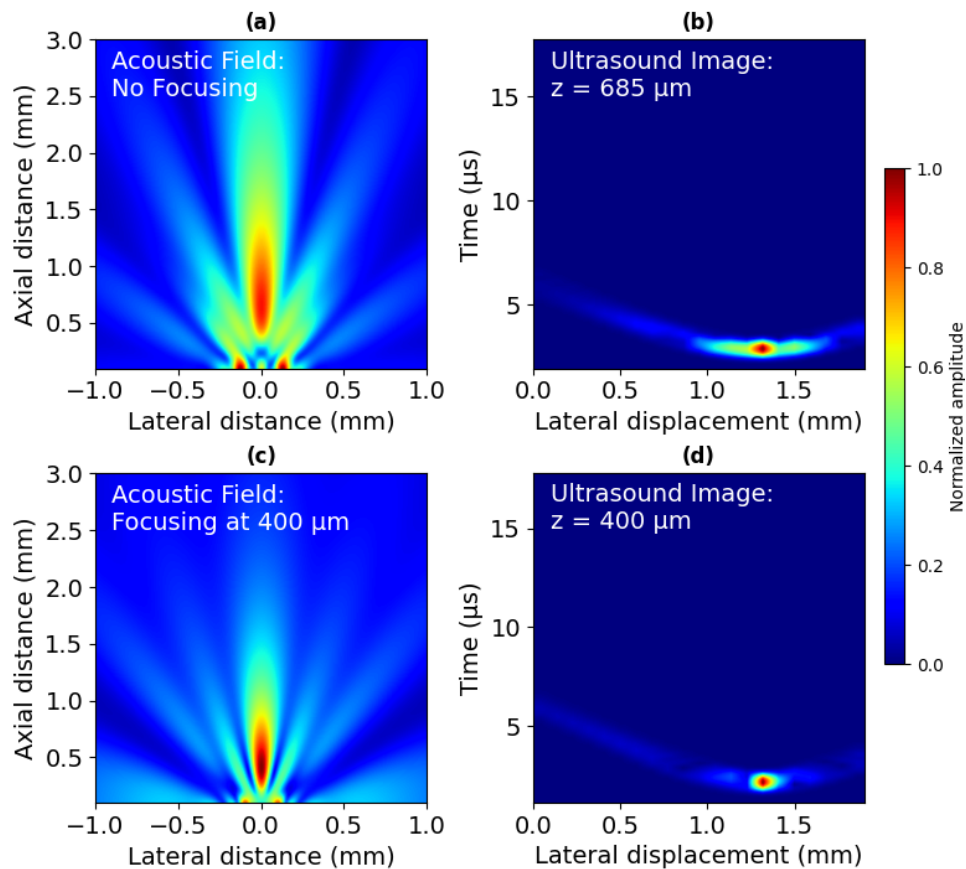 (a)
Acoustic Field:
No Focusing
3.0
2.5
2.0
1.5
1.0
0.5
Axial distance (mm)
−1.0 −0.5 0.0 0.5 1.0
Lateral distance (mm)
(b)
Ultrasound Image:
z = 685 μm
15
10
5
Time (μs)
0.0 0.5 1.0 1.5
Lateral displacement (mm)
(c)
Acoustic Field:
Focusing at 400 μm
3.0
2.5
2.0
1.5
1.0
0.5
Axial distance (mm)
−1.0 −0.5 0.0 0.5 1.0
Lateral distance (mm)
(d)
Ultrasound Image:
z = 400 μm
15
10
5
Time (μs)
0.0 0.5 1.0 1.5
Lateral displacement (mm)
1.0
0.8
0.6
0.4
0.2
0.0
Normalized amplitude